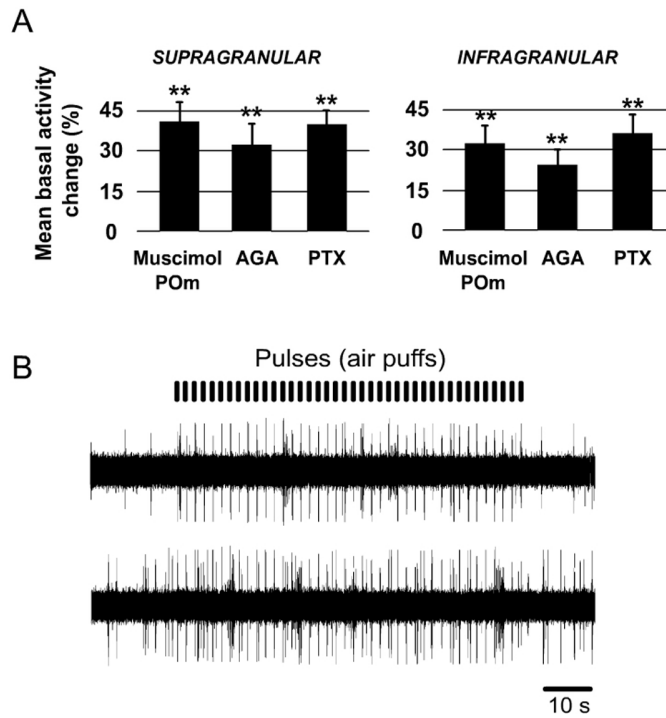 A
SUPRAGRANULAR
INFRAGRANULAR
Mean basal activity
change (%)
45
30
15
0
**
**
**
Muscimol
POm
AGA
PTX
45
30
15
0
**
**
**
Muscimol
POm
AGA
PTX
B
Pulses (air puffs)
10 s